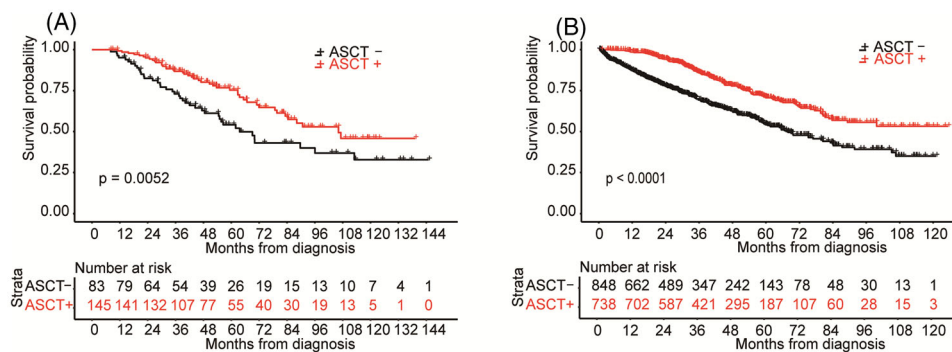 (A)
Survival probability
1.00
0.75
0.50
0.25
0.00
ASCT −
ASCT +
p = 0.0052
0 12 24 36 48 60 72 84 96 108 120 132 144
Months from diagnosis
Number at risk
Strata
ASCT− 83 79 64 54 39 26 19 15 13 10 7 4 1
ASCT+ 145 141 132 107 77 55 40 30 19 13 5 1 0
0 12 24 36 48 60 72 84 96 108 120 132 144
Months from diagnosis
(B)
Survival probability
1.00
0.75
0.50
0.25
0.00
ASCT −
ASCT +
p < 0.0001
0 12 24 36 48 60 72 84 96 108 120
Months from diagnosis
Number at risk
Strata
ASCT− 848 662 489 347 242 143 78 48 30 13 1
ASCT+ 738 702 587 421 295 187 107 60 28 15 3
0 12 24 36 48 60 72 84 96 108 120
Months from diagnosis